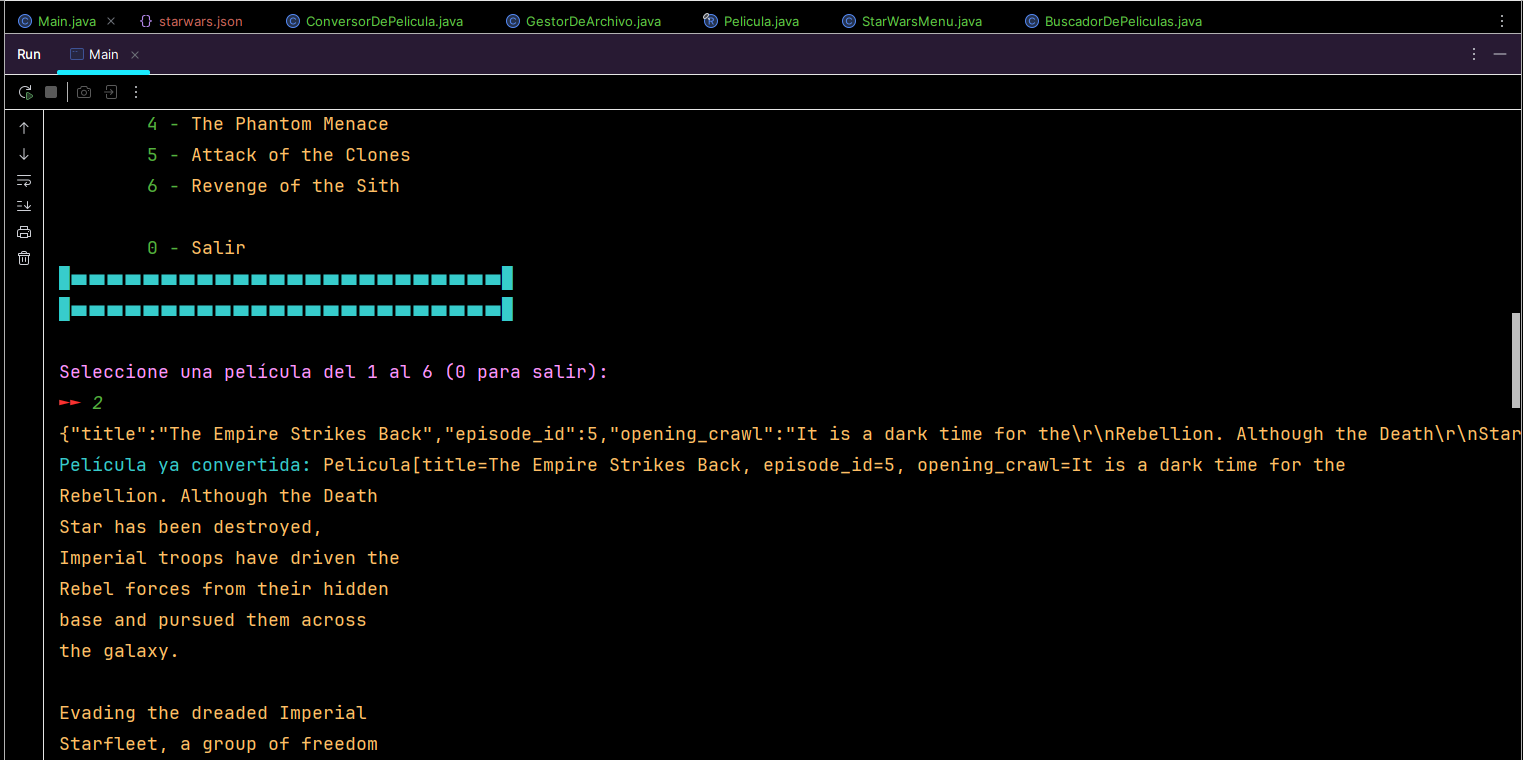 Main.java
starwars.json
ConversorDePelicula.java
GestorDeArchivo.java
Pelicula.java
StarWarsMenu.java
BuscadorDePeliculas.java
Run
Main
4 - The Phantom Menace
5 - Attack of the Clones
6 - Revenge of the Sith
0 - Salir
Seleccione una película del 1 al 6 (0 para salir):
►► 2
{"title":"The Empire Strikes Back","episode_id":5,"opening_crawl":"It is a dark time for the\r\nRebellion. Although the Death\r\nStar
Película ya convertida: Pelicula[title=The Empire Strikes Back, episode_id=5, opening_crawl=It is a dark time for the
Rebellion. Although the Death
Star has been destroyed,
Imperial troops have driven the
Rebel forces from their hidden
base and pursued them across
the galaxy.
Evading the dreaded Imperial
Starfleet, a group of freedom